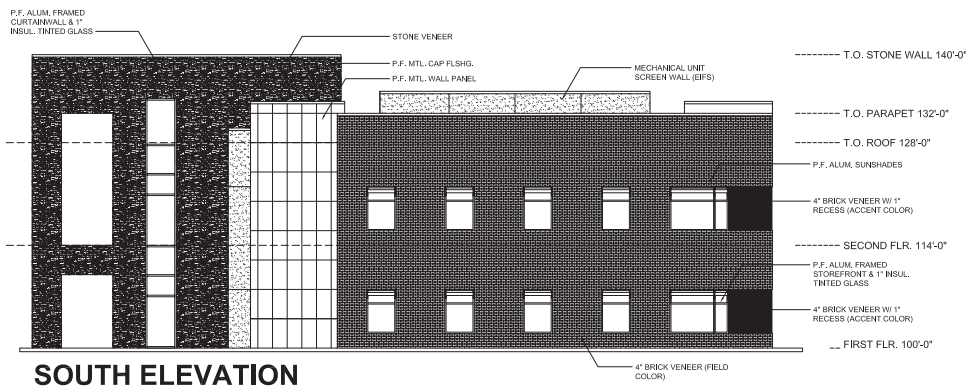 P.F. ALUM. FRAMED
CURTAINWALL & 1"
INSUL. TINTED GLASS
STONE VENEER
P.F. MTL. CAP FLSHG.
P.F. MTL. WALL PANEL
MECHANICAL UNIT
SCREEN WALL (EIFS)
T.O. STONE WALL 140'-0"
T.O. PARAPET 132'-0"
T.O. ROOF 128'-0"
P.F. ALUM. SUNSHADES
4" BRICK VENEER W/ 1"
RECESS (ACCENT COLOR)
SECOND FLR. 114'-0"
P.F. ALUM. FRAMED
STOREFRONT & 1" INSUL.
TINTED GLASS
4" BRICK VENEER W/ 1"
RECESS (ACCENT COLOR)
FIRST FLR. 100'-0"
4" BRICK VENEER (FIELD
COLOR)
SOUTH ELEVATION